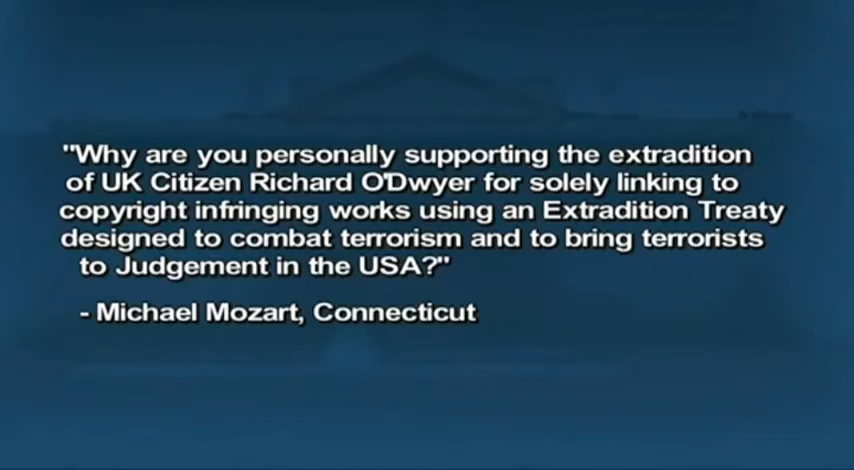 "Why are you personally supporting the extradition
of UK Citizen Richard O'Dwyer for solely linking to
copyright infringing works using an Extradition Treaty
designed to combat terrorism and to bring terrorists
to Judgement in the USA?"
- Michael Mozart, Connecticut